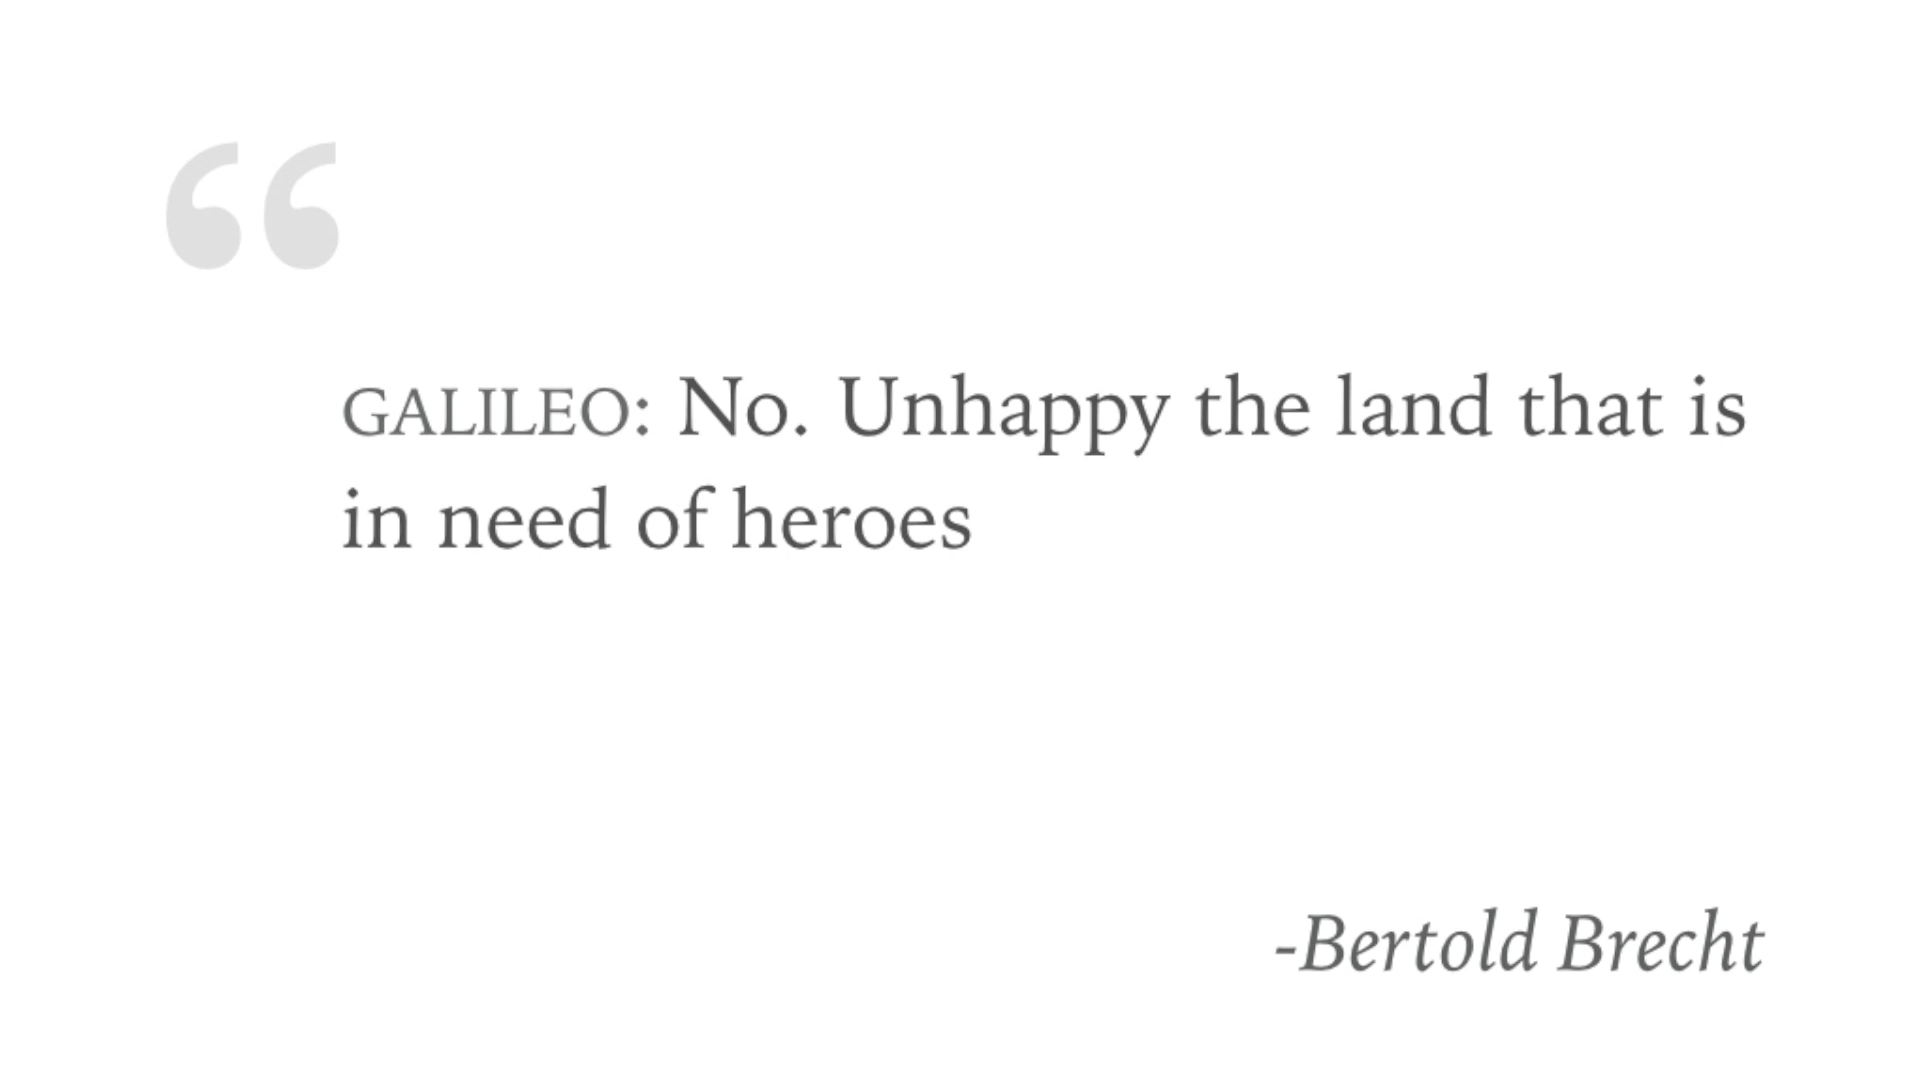 “
GALILEO: No. Unhappy the land that is
in need of heroes
-Bertold Brecht